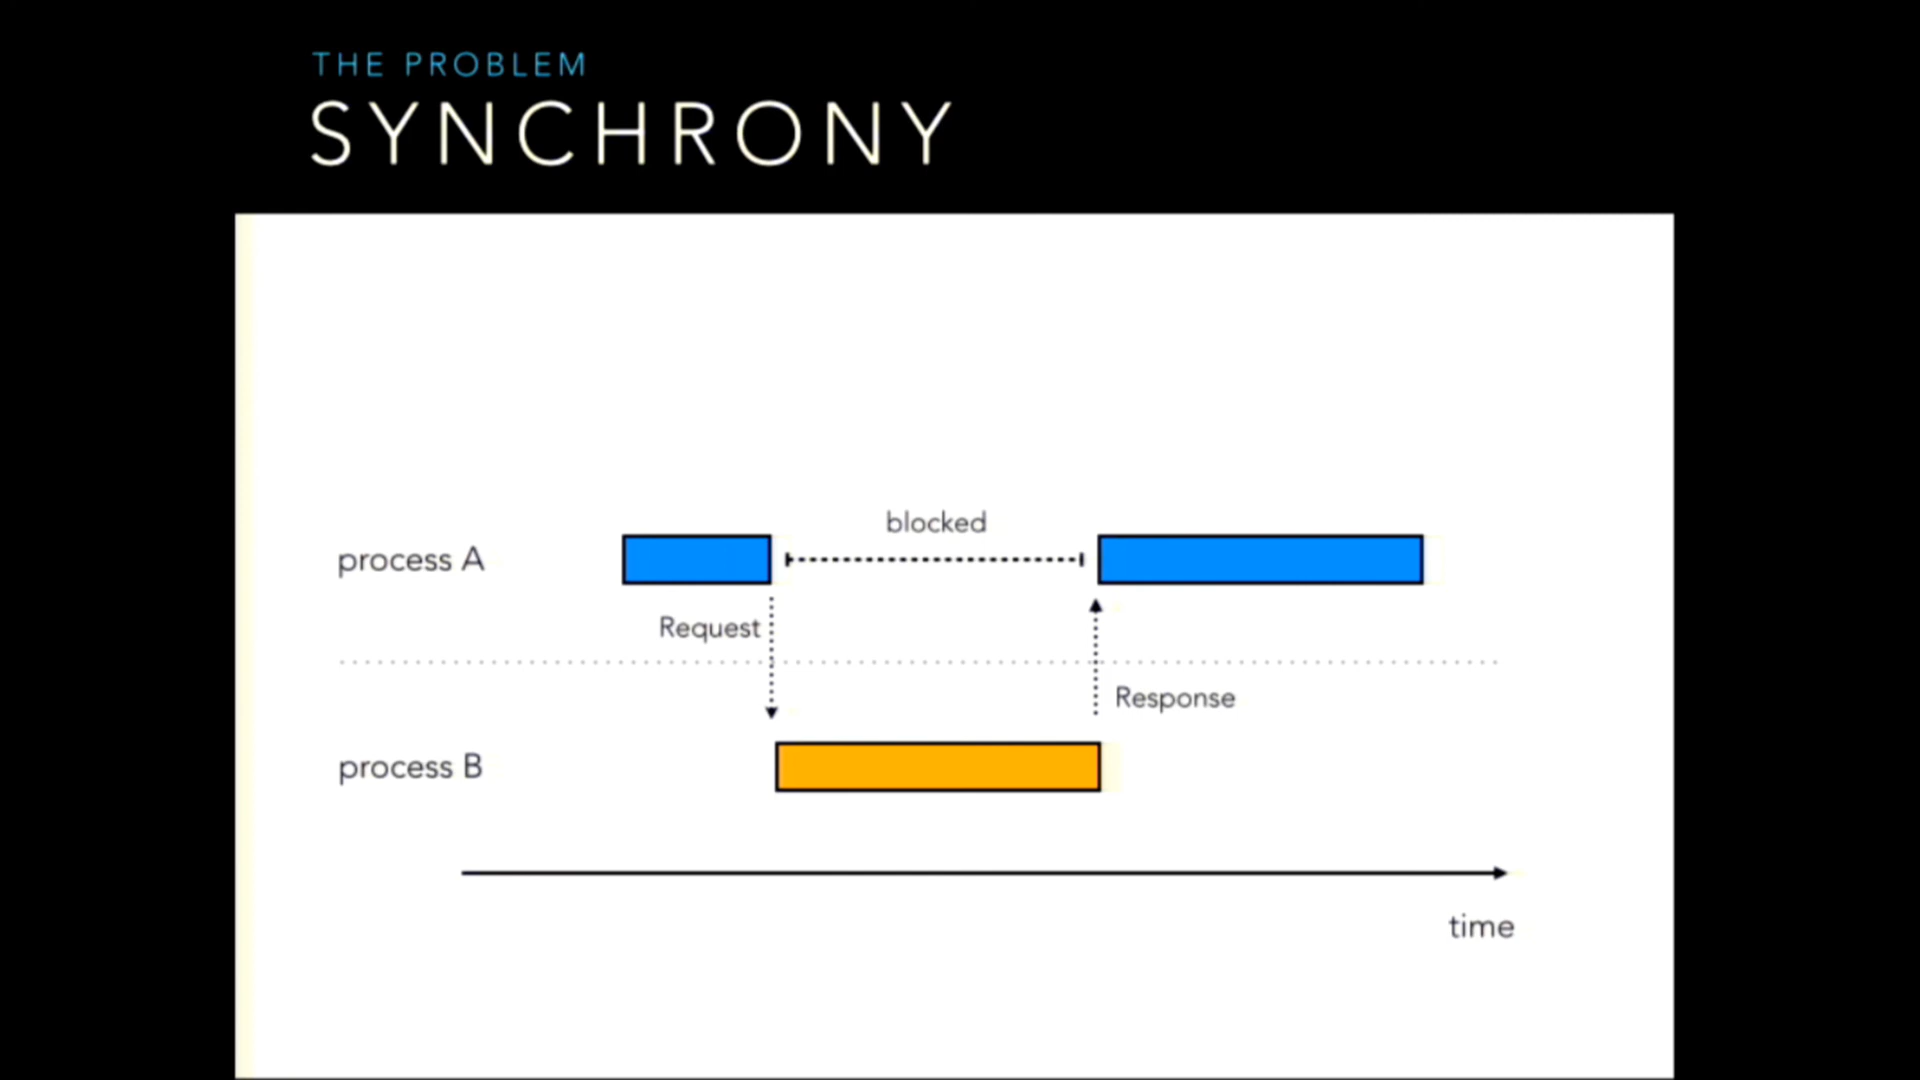 THE PROBLEM
SYNCHRONY
blocked
process A
Request
Response
process B
time